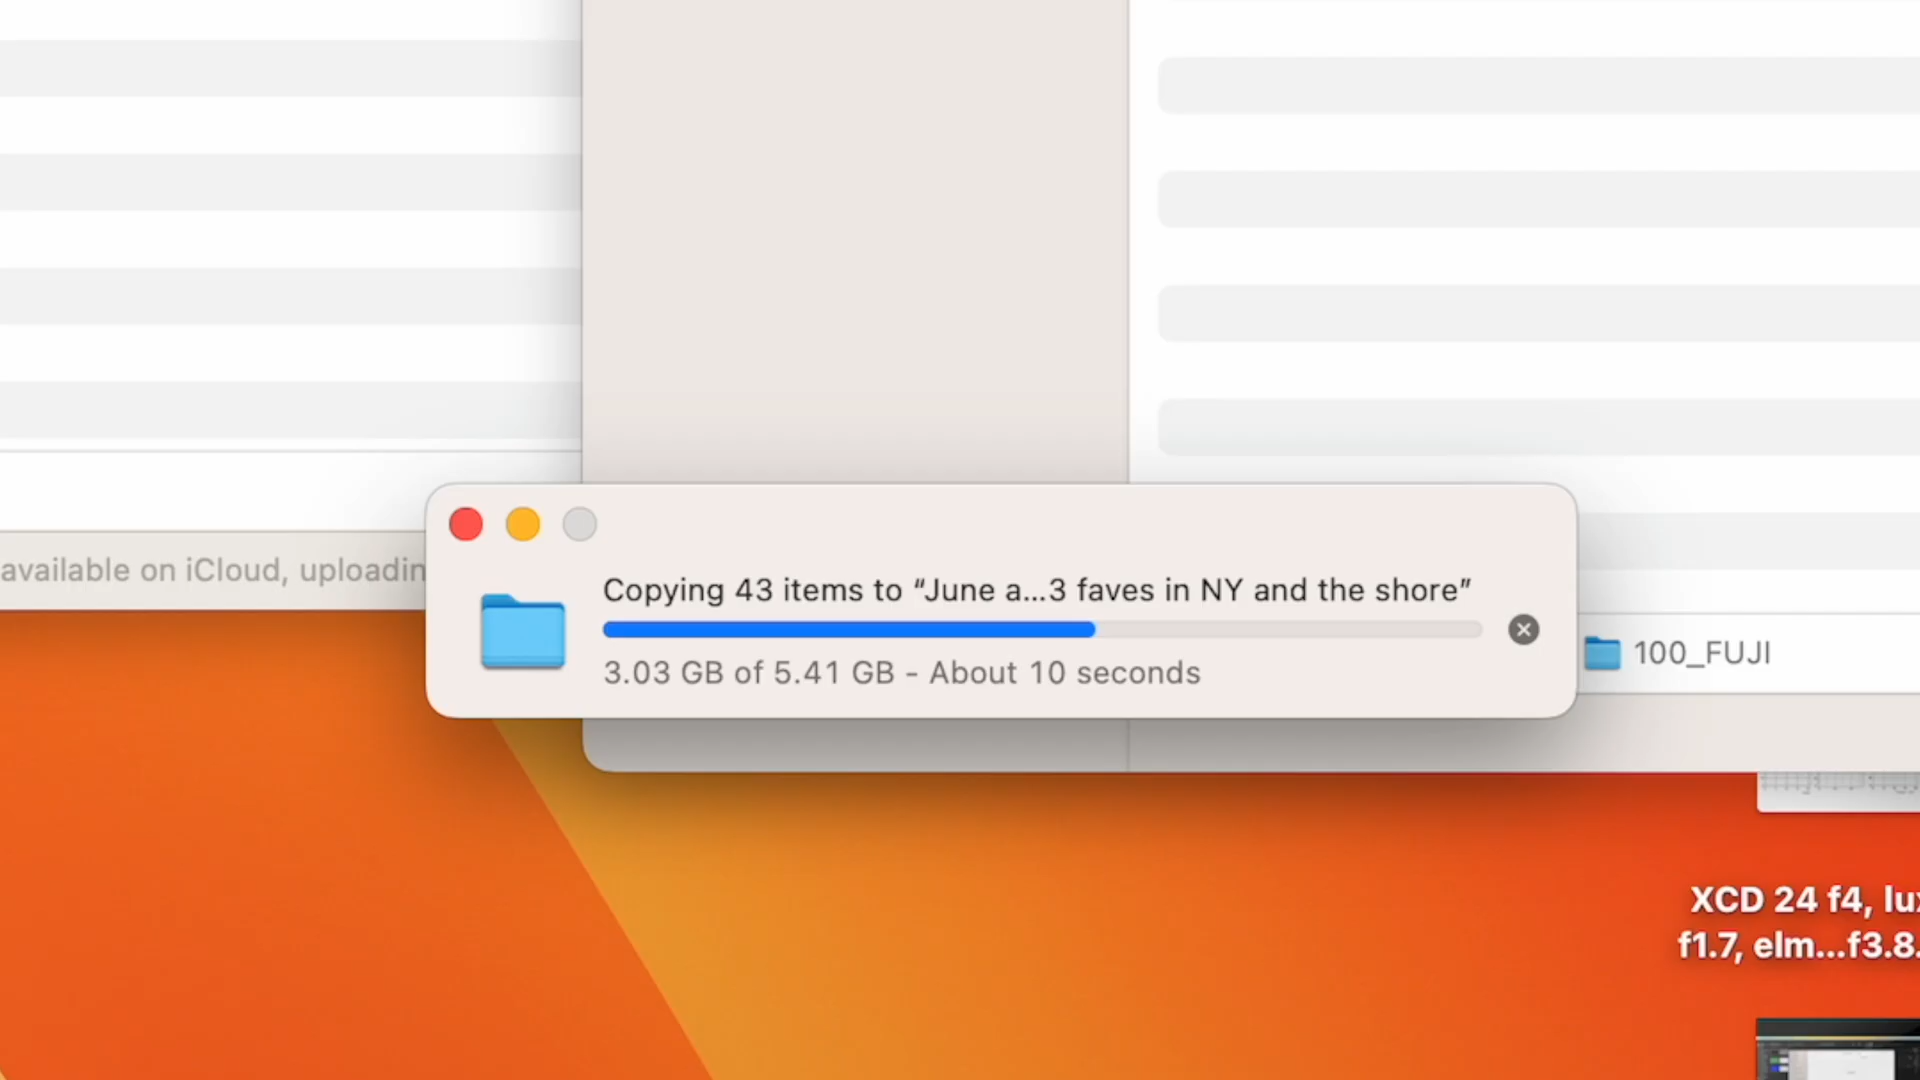 available on iCloud, uploadin
Copying 43 items to “June a...3 faves in NY and the shore”
3.03 GB of 5.41 GB - About 10 seconds
100_FUJI
XCD 24 f4, lux
f1.7, elm...f3.8.